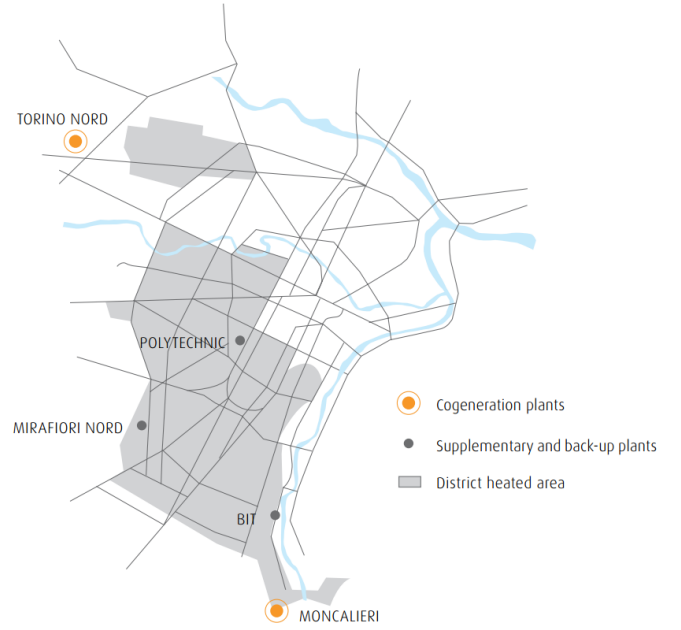 TORINO NORD
POLYTECHNIC
MIRAFIORI NORD
BIT
MONCALIERI
Cogeneration plants
Supplementary and back-up plants
District heated area